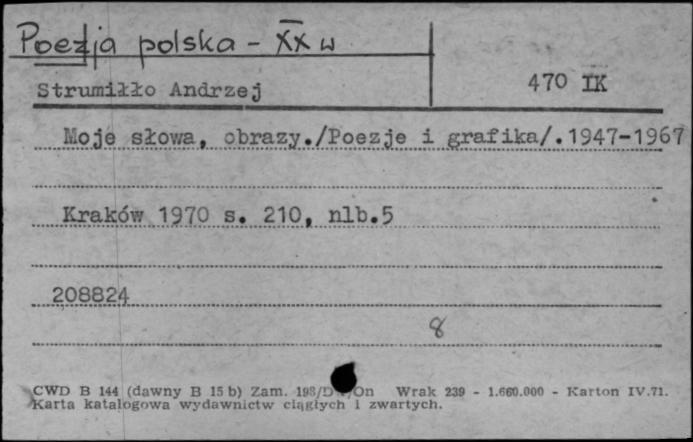 Poezja polska - XX w
Strumiłło Andrzej
470 IK
Moje słowa, obrazy./Poezje i grafika/.1947-1967
Kraków 1970 s. 210, nlb.5
208824
8
CWD B 144 (dawny B 15 b) Zam. 198/ /On Wrak 239 - 1.660.000 - Karton IV.71.
Karta katalogowa wydawnictw ciągłych i zwartych.